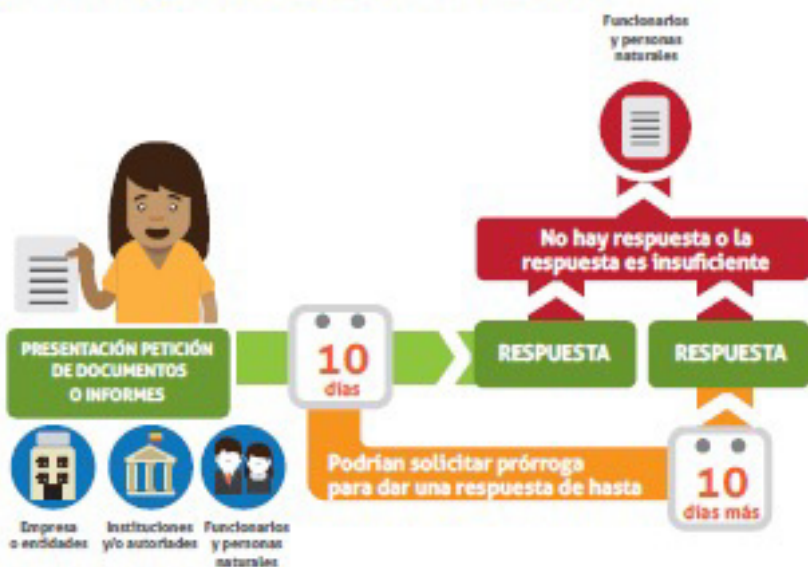 Funcionarios
y personas
naturales
No hay respuesta o la
respuesta es insuficiente
PRESENTACIÓN PETICIÓN
DE DOCUMENTOS
O INFORMES
10
días
RESPUESTA
RESPUESTA
Podrían solicitar prórroga
para dar una respuesta de hasta
10
días más
Empresa
o entidades
Instituciones
y/o autoriades
Funcionarios
y personas
naturales